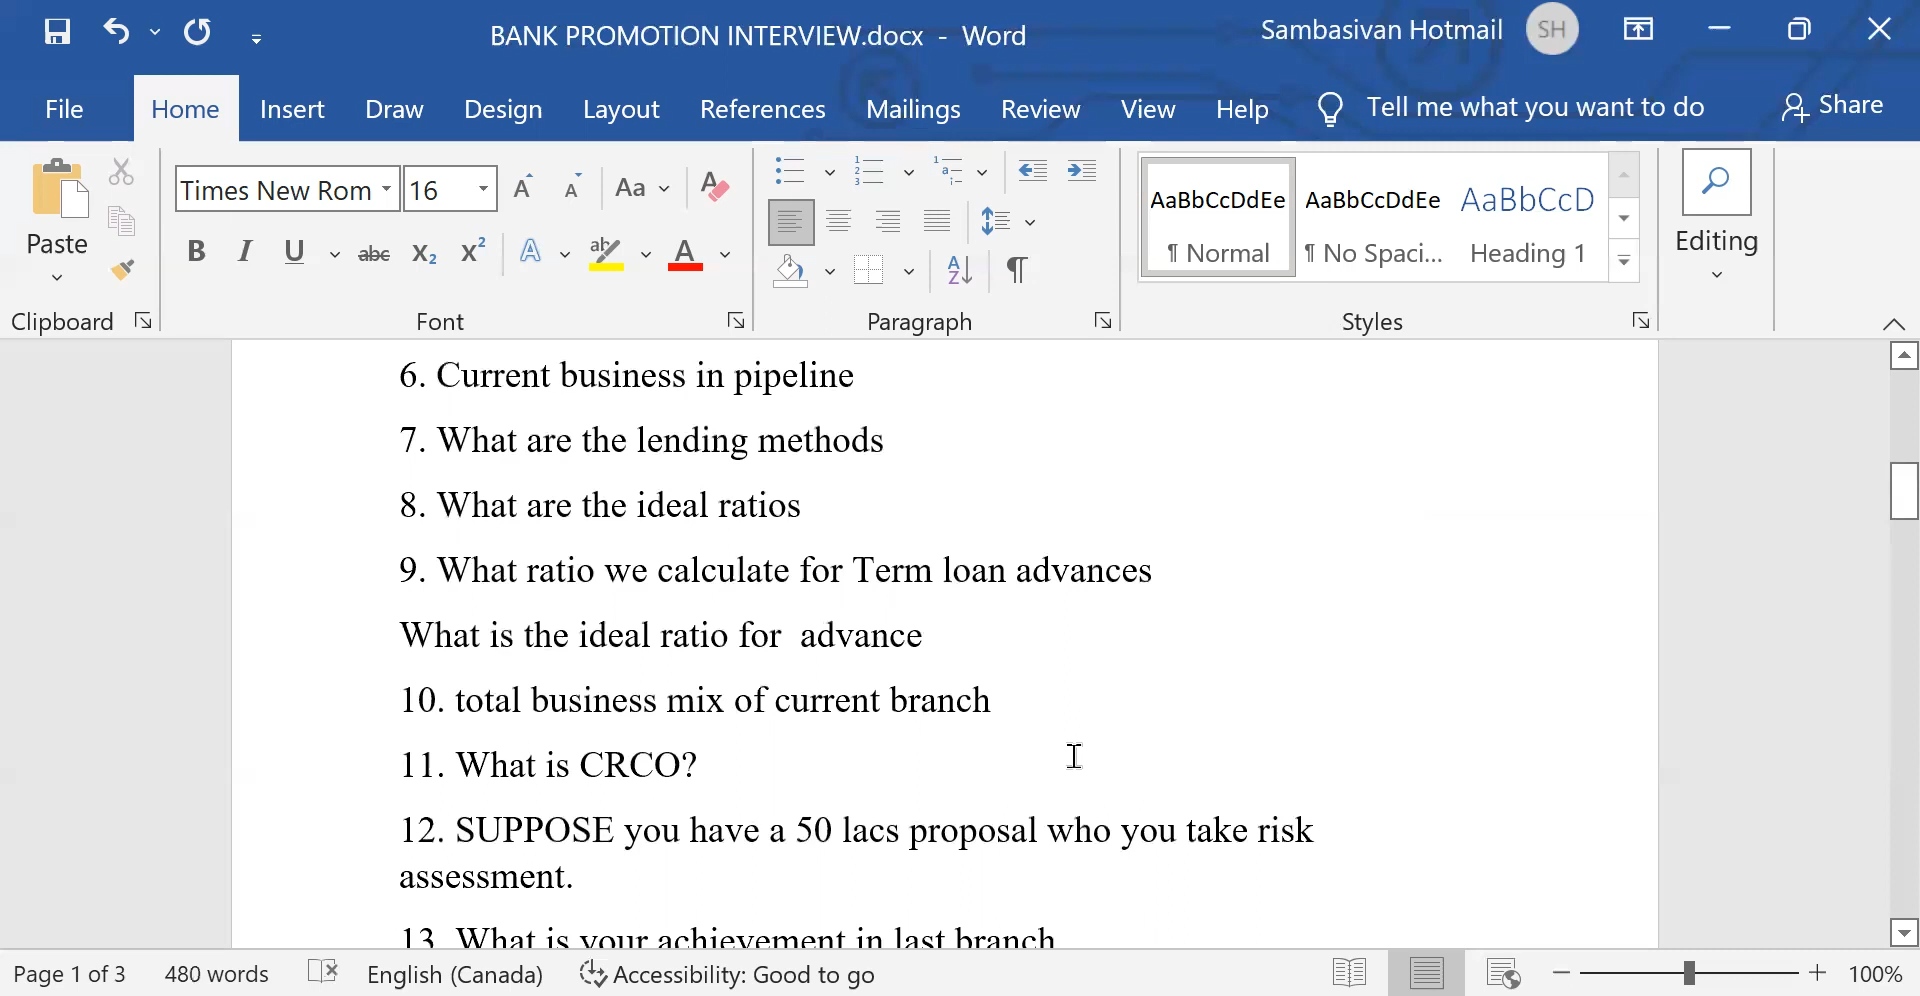 BANK PROMOTION INTERVIEW.docx - Word
Sambasivan Hotmail SH
File Home Insert Draw Design Layout References Mailings Review View Help Tell me what you want to do Share
Paste
Times New Rom 16
Aa
B I U abc X₂ X²
AaBbCcDdEe AaBbCcDdEe AaBbCcD
¶ Normal ¶ No Spaci... Heading 1
Editing
Clipboard Font Paragraph Styles
6. Current business in pipeline
7. What are the lending methods
8. What are the ideal ratios
9. What ratio we calculate for Term loan advances
What is the ideal ratio for  advance
10. total business mix of current branch
11. What is CRCO?
12. SUPPOSE you have a 50 lacs proposal who you take risk
assessment.
13. What is your achievement in last branch
Page 1 of 3 480 words English (Canada) Accessibility: Good to go 100%